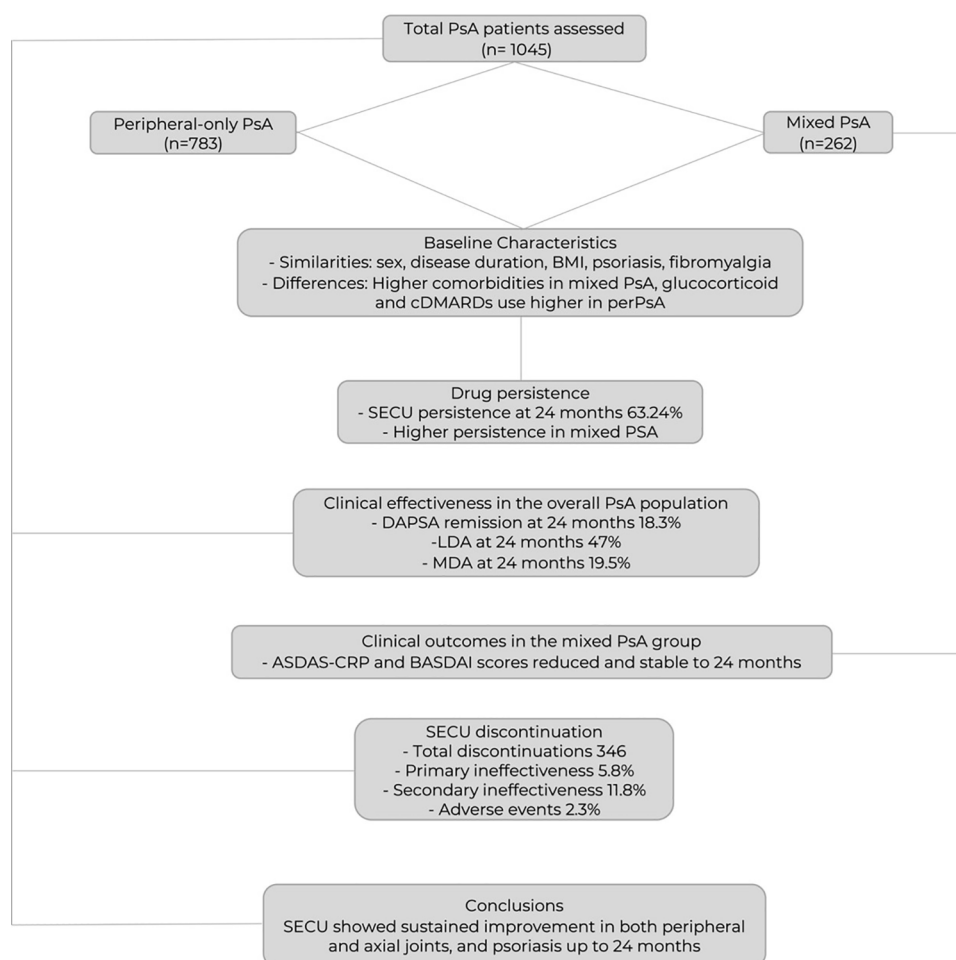 Total PsA patients assessed
(n= 1045)
Peripheral-only PsA
(n=783)
Mixed PsA
(n=262)
Baseline Characteristics
- Similarities: sex, disease duration, BMI, psoriasis, fibromyalgia
- Differences: Higher comorbidities in mixed PsA, glucocorticoid
and cDMARDs use higher in perPsA
Drug persistence
- SECU persistence at 24 months 63.24%
- Higher persistence in mixed PSA
Clinical effectiveness in the overall PsA population
- DAPSA remission at 24 months 18.3%
-LDA at 24 months 47%
- MDA at 24 months 19.5%
Clinical outcomes in the mixed PsA group
- ASDAS-CRP and BASDAI scores reduced and stable to 24 months
SECU discontinuation
- Total discontinuations 346
- Primary ineffectiveness 5.8%
- Secondary ineffectiveness 11.8%
- Adverse events 2.3%
Conclusions
SECU showed sustained improvement in both peripheral
and axial joints, and psoriasis up to 24 months